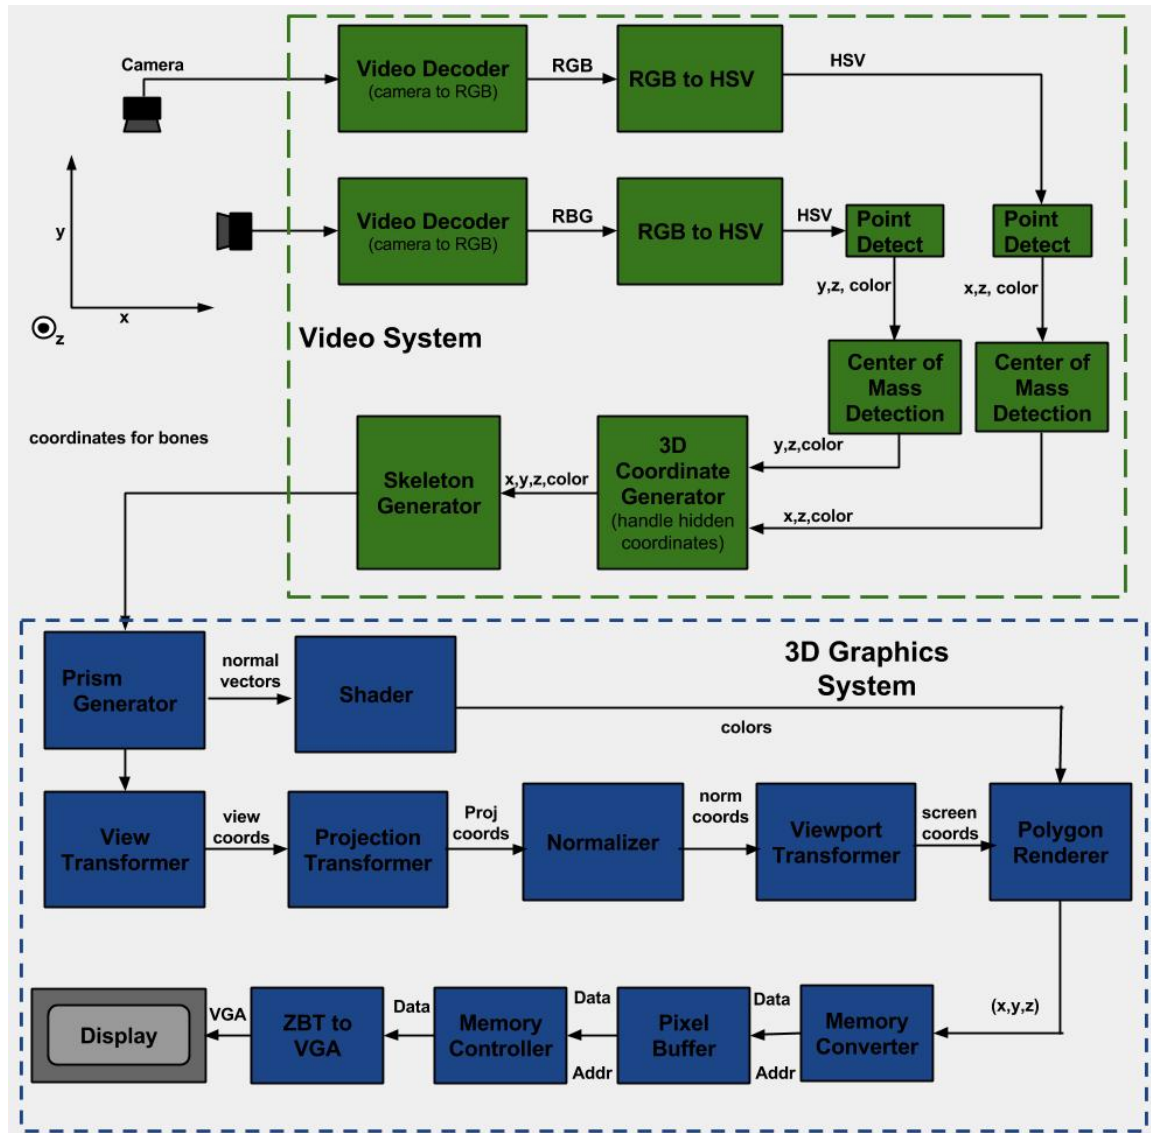 Camera
Video Decoder
(camera to RGB)
RGB
RGB to HSV
HSV
y
x
z
Video Decoder
(camera to RGB)
RBG
RGB to HSV
HSV
Point
Detect
Point
Detect
y,z, color
x,z, color
Video System
Center of
Mass
Detection
Center of
Mass
Detection
coordinates for bones
Skeleton
Generator
x,y,z,color
3D
Coordinate
Generator
(handle hidden
coordinates)
y,z,color
x,z,color
3D Graphics
System
Prism
Generator
normal
vectors
Shader
colors
View
Transformer
view
coords
Projection
Transformer
Proj
coords
Normalizer
norm
coords
Viewport
Transformer
screen
coords
Polygon
Renderer
Display
VGA
ZBT to
VGA
Data
Memory
Controller
Data
Addr
Pixel
Buffer
Data
Addr
Memory
Converter
(x,y,z)